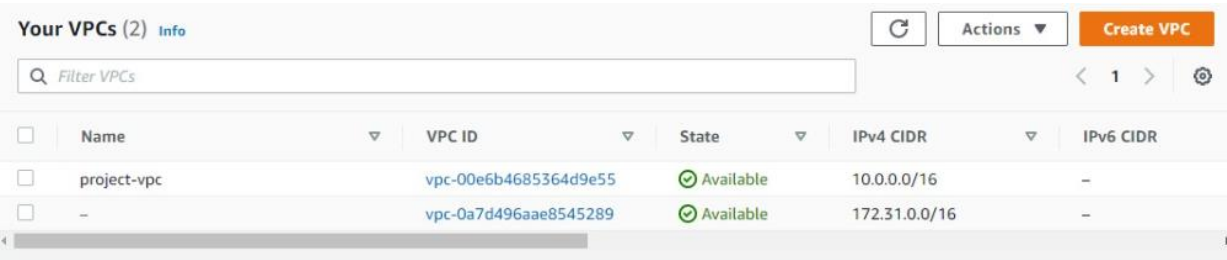 Your VPCs (2) Info
Actions Create VPC
Filter VPCs
1
Name VPC ID State IPv4 CIDR IPv6 CIDR
project-vpc vpc-00e6b4685364d9e55 Available 10.0.0.0/16 –
– vpc-0a7d496aae8545289 Available 172.31.0.0/16 –